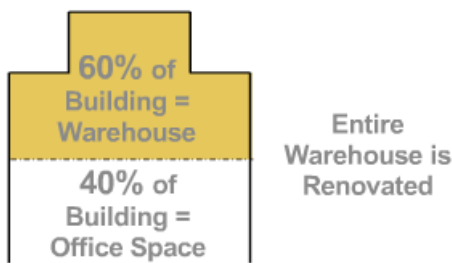 60% of
Building =
Warehouse
40% of
Building =
Office Space
Entire
Warehouse is
Renovated